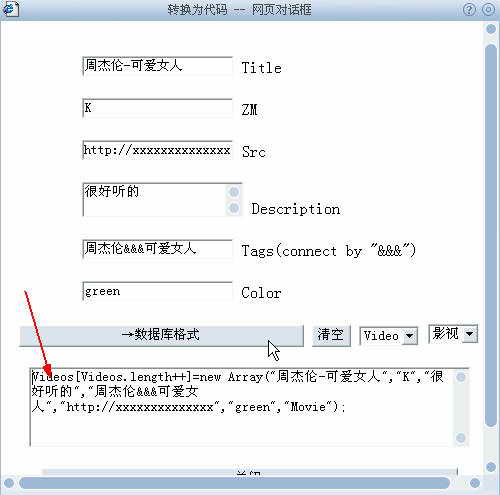 转换为代码 -- 网页对话框
周杰伦-可爱女人 Title
K ZM
http://xxxxxxxxxxxxxx Src
很好听的 Description
周杰伦&&&可爱女人 Tags(connect by "&&&")
green Color
→数据库格式 清空 Video 影视
Videos[Videos.length++]=new Array("周杰伦-可爱女人","K","很
好听的","周杰伦&&&可爱女
人","http://xxxxxxxxxxxxxx","green","Movie");